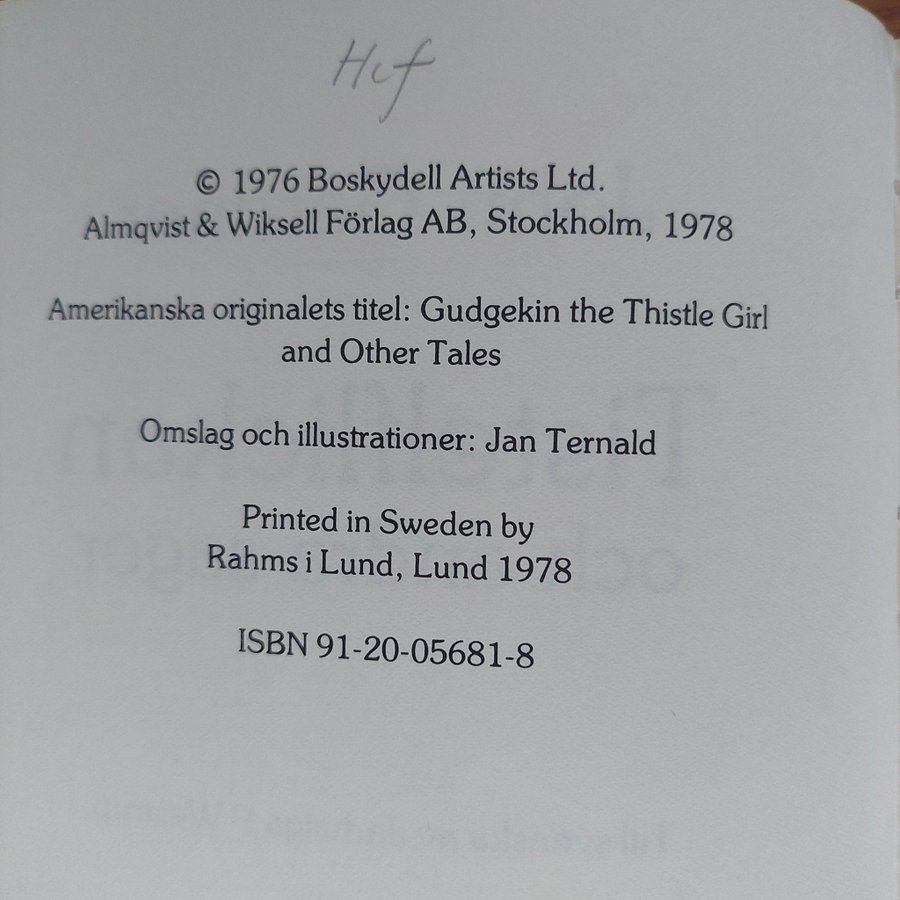 Hcf
© 1976 Boskydell Artists Ltd.
Almqvist & Wiksell Förlag AB, Stockholm, 1978
Amerikanska originalets titel: Gudgekin the Thistle Girl
and Other Tales
Omslag och illustrationer: Jan Ternald
Printed in Sweden by
Rahms i Lund, Lund 1978
ISBN 91-20-05681-8